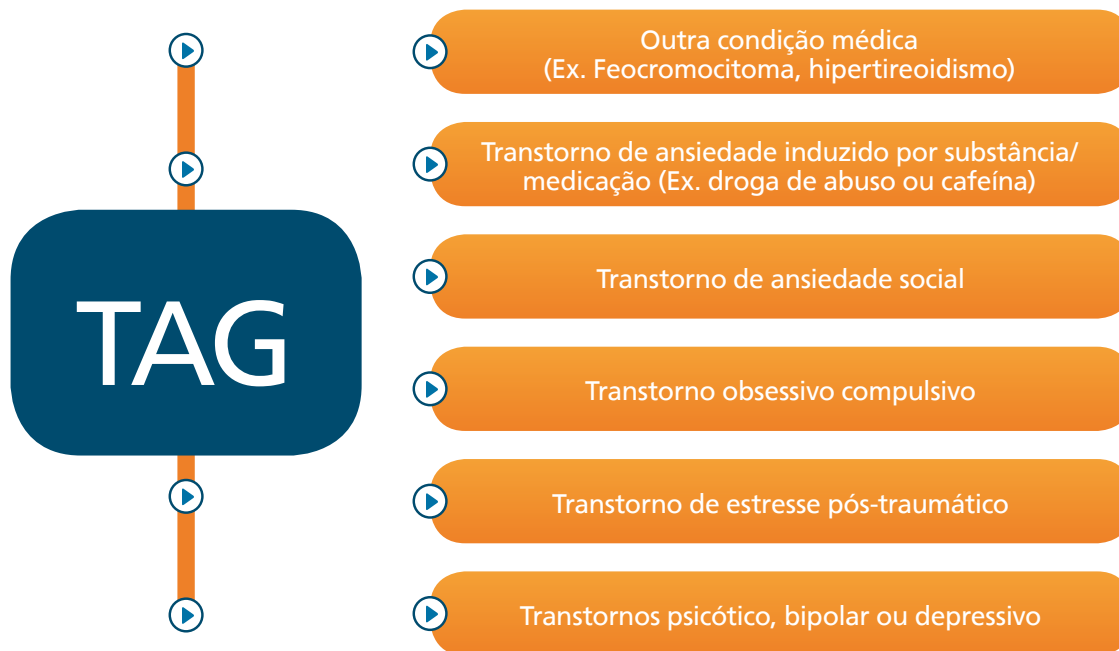 TAG
Outra condição médica
(Ex. Feocromocitoma, hipertireoidismo)
Transtorno de ansiedade induzido por substância/
medicação (Ex. droga de abuso ou cafeína)
Transtorno de ansiedade social
Transtorno obsessivo compulsivo
Transtorno de estresse pós-traumático
Transtornos psicótico, bipolar ou depressivo